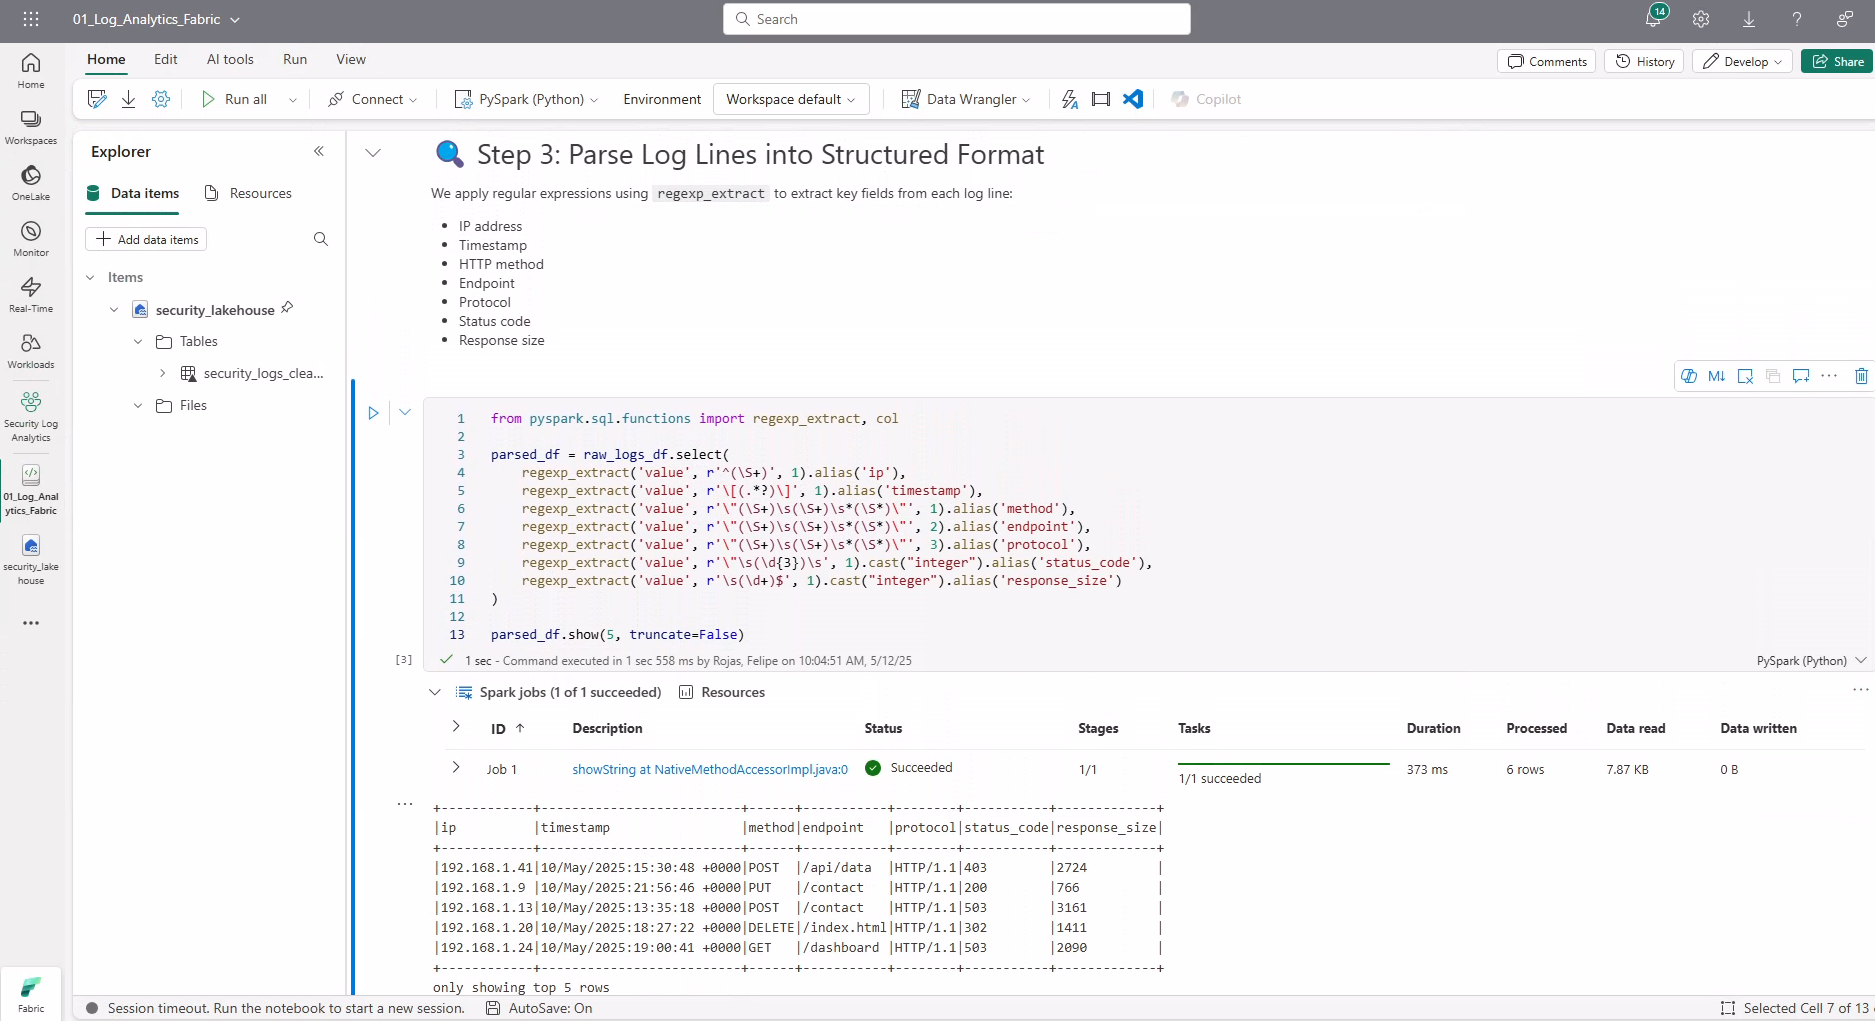 01_Log_Analytics_Fabric
Search
14
Home
Edit
AI tools
Run
View
Comments
History
Develop
Share
Run all
Connect
PySpark (Python)
Environment
Workspace default
Data Wrangler
Copilot
Home
Workspaces
OneLake
Monitor
Real-Time
Workloads
Security Log
Analytics
01_Log_Anal
ytics_Fabric
security_lake
house
Fabric
Explorer
Data items
Resources
Add data items
Items
security_lakehouse
Tables
security_logs_clea...
Files
Step 3: Parse Log Lines into Structured Format
We apply regular expressions using regexp_extract to extract key fields from each log line:
• IP address
• Timestamp
• HTTP method
• Endpoint
• Protocol
• Status code
• Response size
M↓
1 from pyspark.sql.functions import regexp_extract, col
2
3 parsed_df = raw_logs_df.select(
4     regexp_extract('value', r'^(\S+)', 1).alias('ip'),
5     regexp_extract('value', r'\[(.*?)\]', 1).alias('timestamp'),
6     regexp_extract('value', r'\"(\S+)\s(\S+)\s*(\S*)\"', 1).alias('method'),
7     regexp_extract('value', r'\"(\S+)\s(\S+)\s*(\S*)\"', 2).alias('endpoint'),
8     regexp_extract('value', r'\"(\S+)\s(\S+)\s*(\S*)\"', 3).alias('protocol'),
9     regexp_extract('value', r'\"\s(\d{3})\s', 1).cast("integer").alias('status_code'),
10     regexp_extract('value', r'\s(\d+)$', 1).cast("integer").alias('response_size')
11 )
12
13 parsed_df.show(5, truncate=False)
[3] 1 sec - Command executed in 1 sec 558 ms by Rojas, Felipe on 10:04:51 AM, 5/12/25
PySpark (Python)
Spark jobs (1 of 1 succeeded) Resources
ID ↑ Description Status Stages Tasks Duration Processed Data read Data written
Job 1 showString at NativeMethodAccessorImpl.java:0 Succeeded 1/1 1/1 succeeded 373 ms 6 rows 7.87 KB 0 B
+------------+--------------------------+------+-----------+--------+-----------+-------------+
|ip          |timestamp                 |method|endpoint   |protocol|status_code|response_size|
+------------+--------------------------+------+-----------+--------+-----------+-------------+
|192.168.1.41|10/May/2025:15:30:48 +0000|POST  |/api/data  |HTTP/1.1|403        |2724         |
|192.168.1.9 |10/May/2025:21:56:46 +0000|PUT   |/contact   |HTTP/1.1|200        |766          |
|192.168.1.13|10/May/2025:13:35:18 +0000|POST  |/contact   |HTTP/1.1|503        |3161         |
|192.168.1.20|10/May/2025:18:27:22 +0000|DELETE|/index.html|HTTP/1.1|302        |1411         |
|192.168.1.24|10/May/2025:19:00:41 +0000|GET   |/dashboard |HTTP/1.1|503        |2090         |
+------------+--------------------------+------+-----------+--------+-----------+-------------+
only showing top 5 rows
Session timeout. Run the notebook to start a new session.
AutoSave: On
Selected Cell 7 of 13